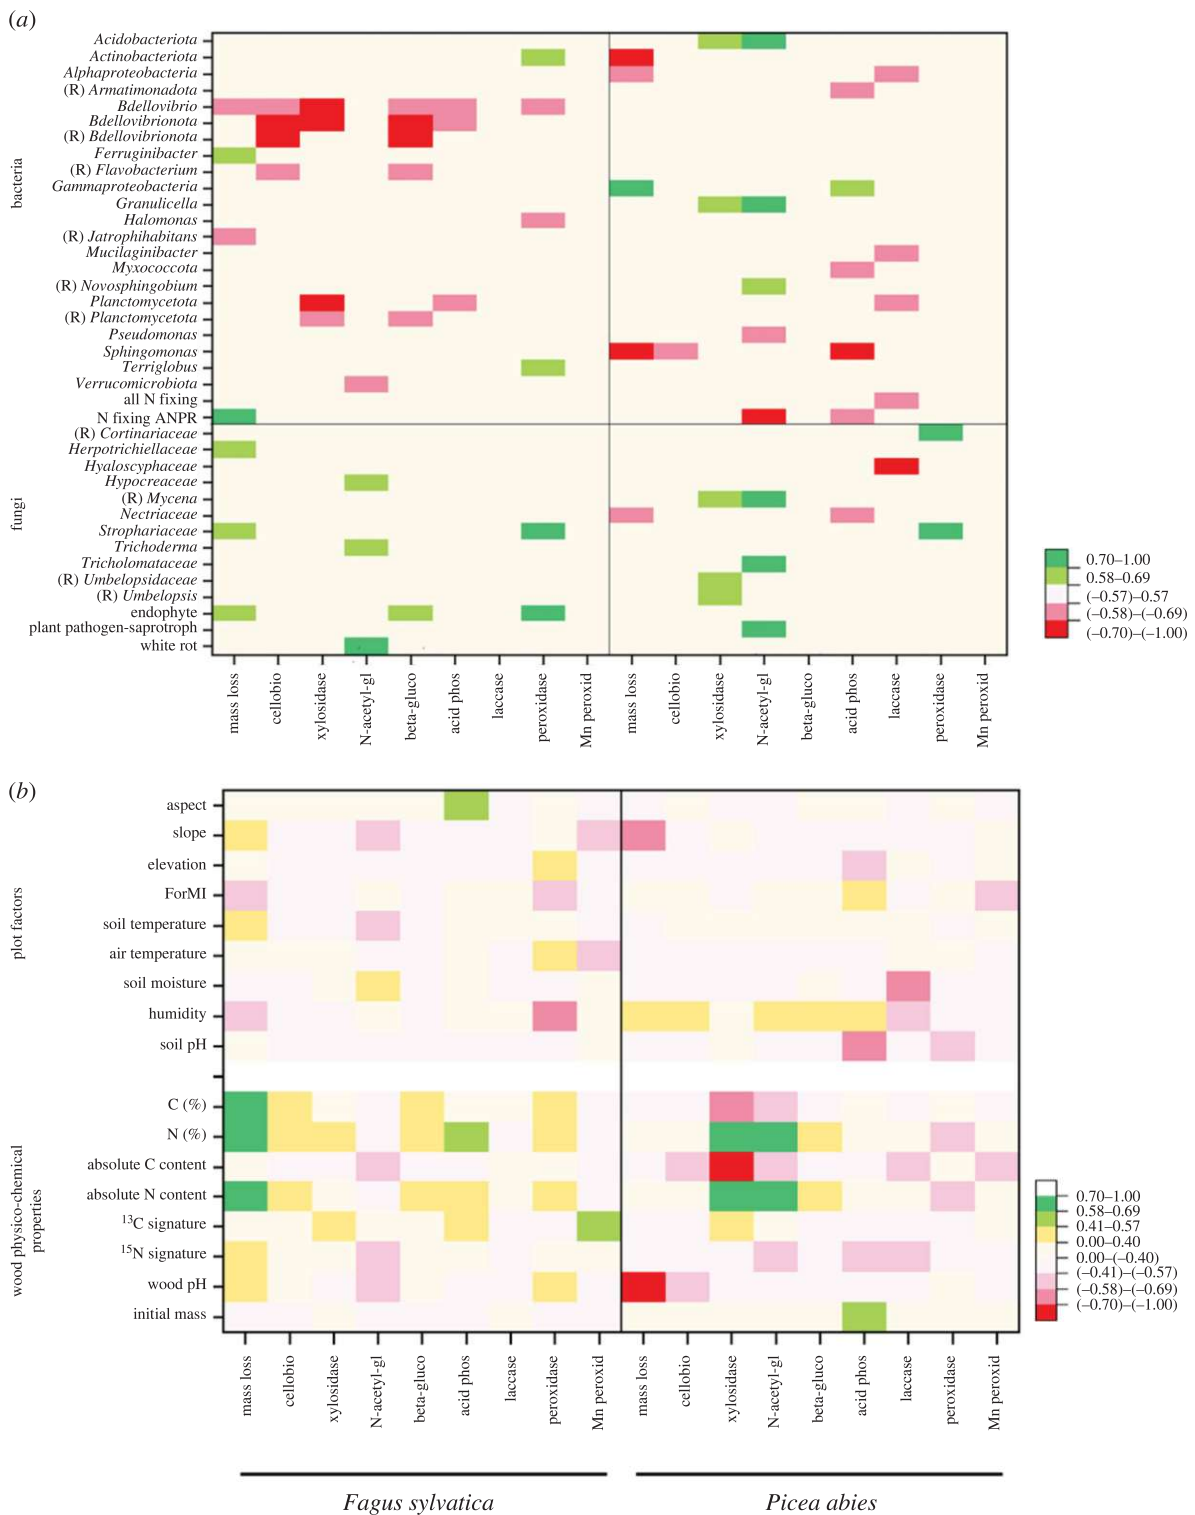 (a)
Acidobacteriota
Actinobacteriota
Alphaproteobacteria
(R) Armatimonadota
Bdellovibrio
Bdellovibrionota
(R) Bdellovibrionota
Ferruginibacter
(R) Flavobacterium
Gammaproteobacteria
Granulicella
Halomonas
(R) Jatrophihabitans
Mucilaginibacter
Myxococcota
(R) Novosphingobium
Planctomycetota
(R) Planctomycetota
Pseudomonas
Sphingomonas
Terriglobus
Verrucomicrobiota
all N fixing
N fixing ANPR
bacteria
(R) Cortinariaceae
Herpotrichiellaceae
Hyaloscyphaceae
Hypocreaceae
(R) Mycena
Nectriaceae
Strophariaceae
Trichoderma
Tricholomataceae
(R) Umbelopsidaceae
(R) Umbelopsis
endophyte
plant pathogen-saprotroph
white rot
fungi
0.70–1.00
0.58–0.69
(–0.57)–0.57
(–0.58)–(–0.69)
(–0.70)–(–1.00)
mass loss
cellobio
xylosidase
N-acetyl-gl
beta-gluco
acid phos
laccase
peroxidase
Mn peroxid
mass loss
cellobio
xylosidase
N-acetyl-gl
beta-gluco
acid phos
laccase
peroxidase
Mn peroxid
(b)
aspect
slope
elevation
ForMI
soil temperature
air temperature
soil moisture
humidity
soil pH
plot factors
C (%)
N (%)
absolute C content
absolute N content
13C signature
15N signature
wood pH
initial mass
wood physico-chemical
properties
0.70–1.00
0.58–0.69
0.41–0.57
0.00–0.40
0.00–(–0.40)
(–0.41)–(–0.57)
(–0.58)–(–0.69)
(–0.70)–(–1.00)
mass loss
cellobio
xylosidase
N-acetyl-gl
beta-gluco
acid phos
laccase
peroxidase
Mn peroxid
mass loss
cellobio
xylosidase
N-acetyl-gl
beta-gluco
acid phos
laccase
peroxidase
Mn peroxid
Fagus sylvatica
Picea abies